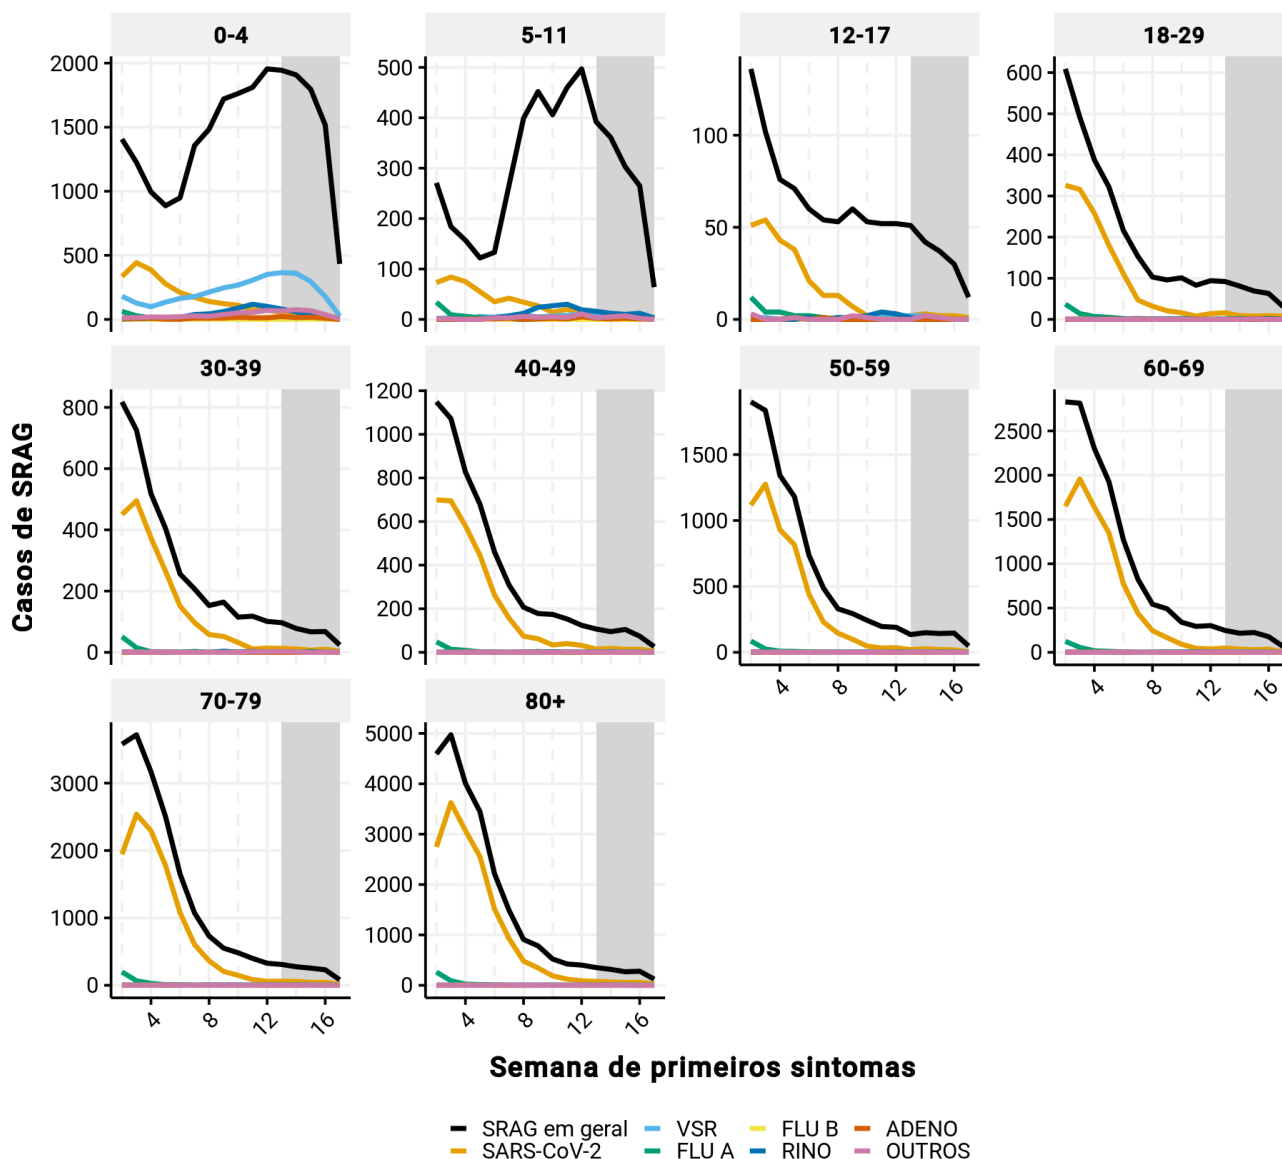 0-4 5-11 12-17 18-29
2000 500 600
1500 400 100 500
1000 300 400
500 200 50 300
0 100 0 200
0 100
0
30-39 40-49 50-59 60-69
800 1200 1500 2500
600 1000 1000 2000
400 800 500 1500
200 600 0 1000
0 400 500
200 0
0
4 8 12 16 4 8 12 16
70-79 80+
3000 5000
2000 4000
1000 3000
0 2000
1000
0
4 8 12 16 4 8 12 16
Casos de SRAG
Semana de primeiros sintomas
SRAG em geral VSR FLU B ADENO
SARS-CoV-2 FLU A RINO OUTROS